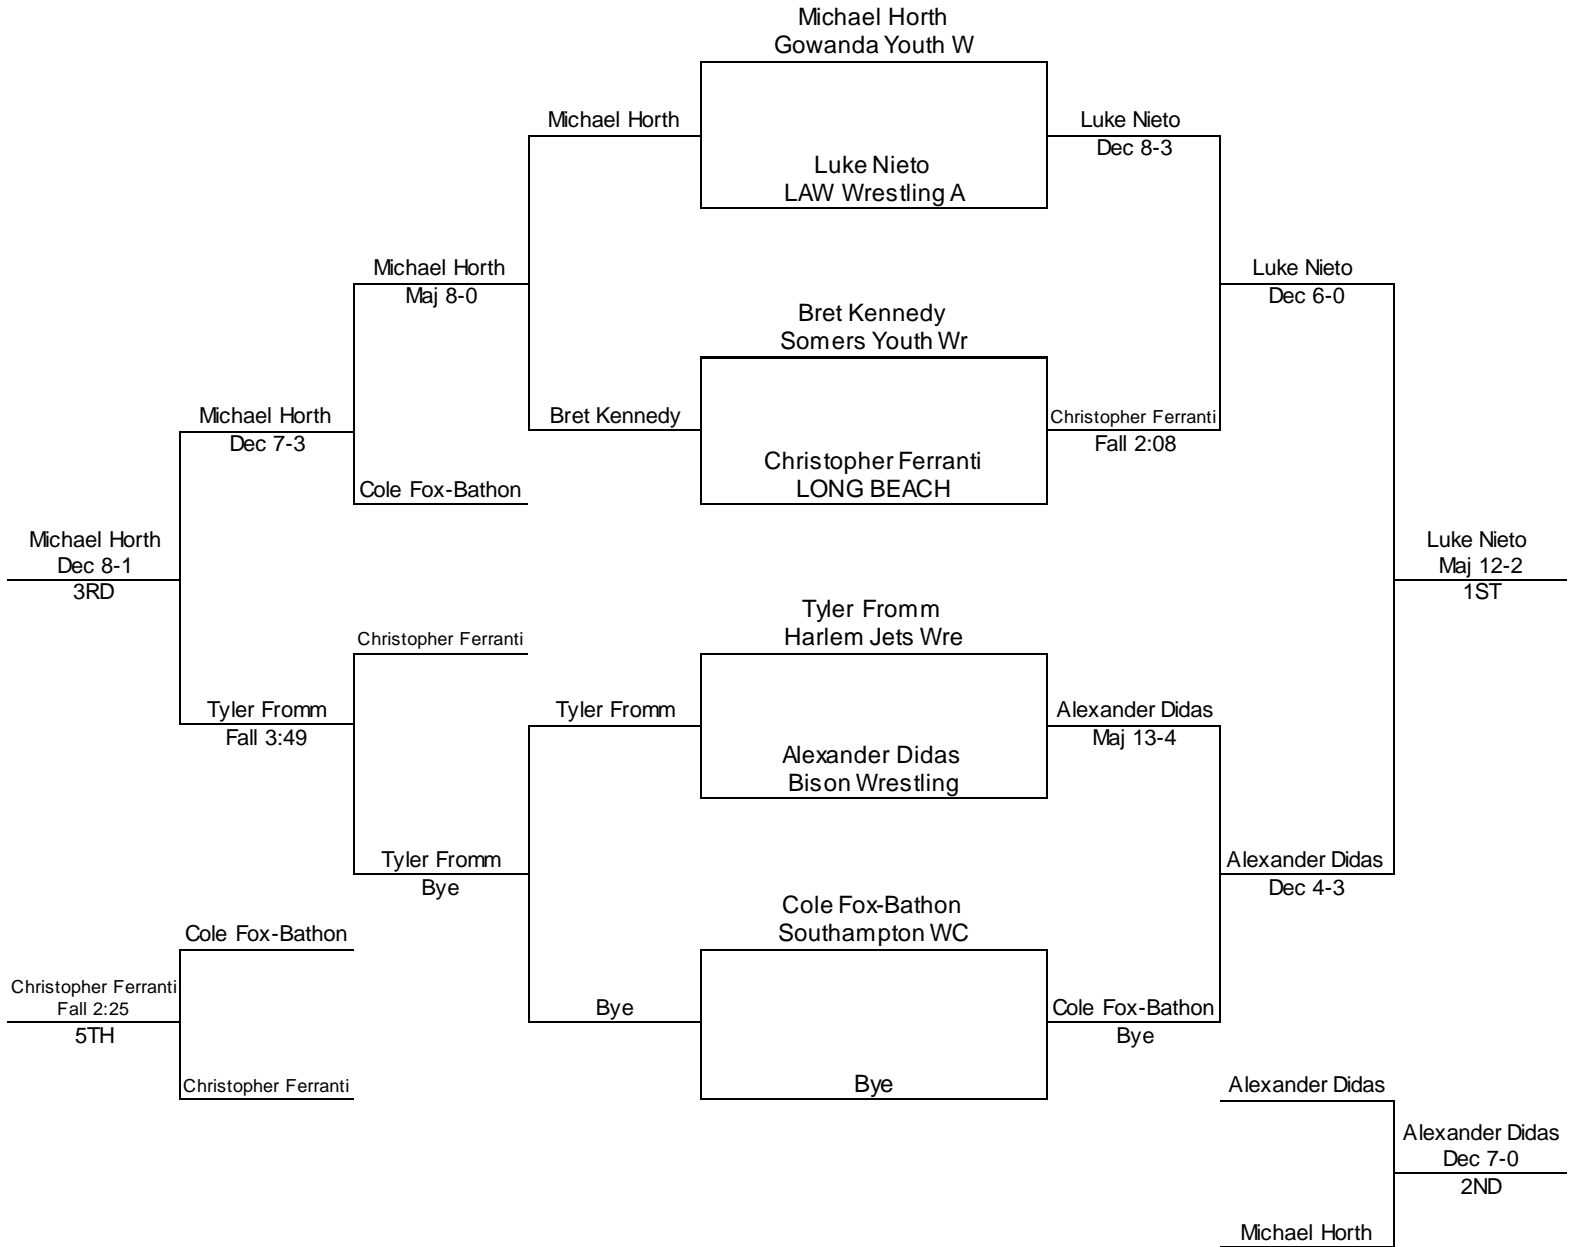 Michael Horth
Gowanda Youth W
Michael Horth
Luke Nieto
Dec 8-3
Luke Nieto
LAW Wrestling A
Michael Horth
Maj 8-0
Luke Nieto
Dec 6-0
Bret Kennedy
Somers Youth Wr
Michael Horth
Dec 7-3
Bret Kennedy
Christopher Ferranti
Fall 2:08
Christopher Ferranti
LONG BEACH
Cole Fox-Bathon
Michael Horth
Dec 8-1
3RD
Luke Nieto
Maj 12-2
1ST
Tyler Fromm
Harlem Jets Wre
Christopher Ferranti
Tyler Fromm
Fall 3:49
Tyler Fromm
Alexander Didas
Maj 13-4
Alexander Didas
Bison Wrestling
Tyler Fromm
Bye
Alexander Didas
Dec 4-3
Cole Fox-Bathon
Southampton WC
Cole Fox-Bathon
Christopher Ferranti
Fall 2:25
5TH
Bye
Cole Fox-Bathon
Bye
Christopher Ferranti
Bye
Alexander Didas
Alexander Didas
Dec 7-0
2ND
Michael Horth